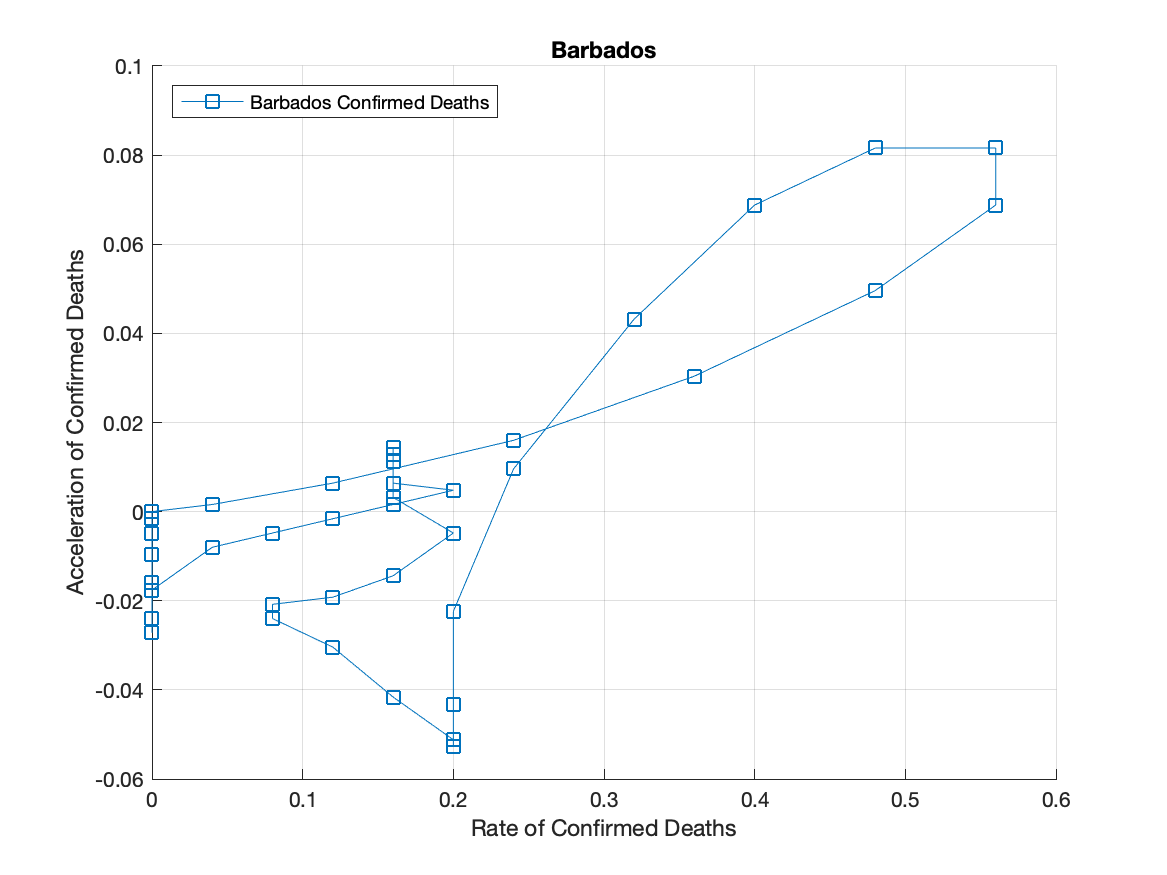 Barbados
Barbados Confirmed Deaths
Acceleration of Confirmed Deaths
0.1
0.08
0.06
0.04
0.02
0
-0.02
-0.04
-0.06
0 0.1 0.2 0.3 0.4 0.5 0.6
Rate of Confirmed Deaths